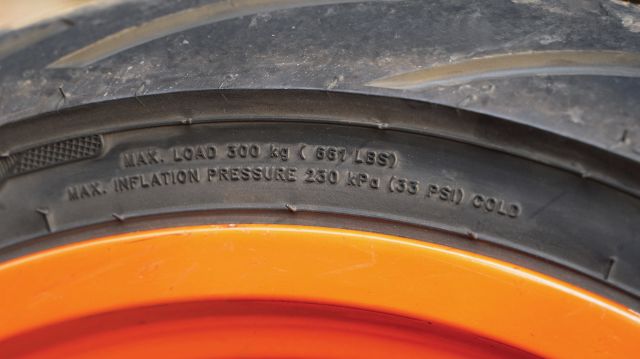 MAX. LOAD 300 kg ( 661 LBS)
MAX. INFLATION PRESSURE 230 kPa (33 PSI) COLD